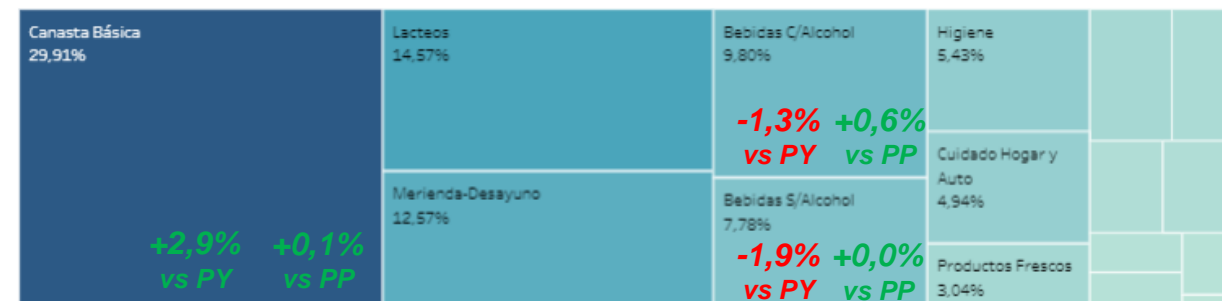 Canasta Básica
29,91%
+2,9% +0,1%
vs PY vs PP
Lacteos
14,57%
Merienda-Desayuno
12,57%
Bebidas C/Alcohol
9,80%
-1,3% +0,6%
vs PY vs PP
Bebidas S/Alcohol
7,78%
-1,9% +0,0%
vs PY vs PP
Higiene
5,43%
Cuidado Hogar y
Auto
4,94%
Productos Frescos
3,04%